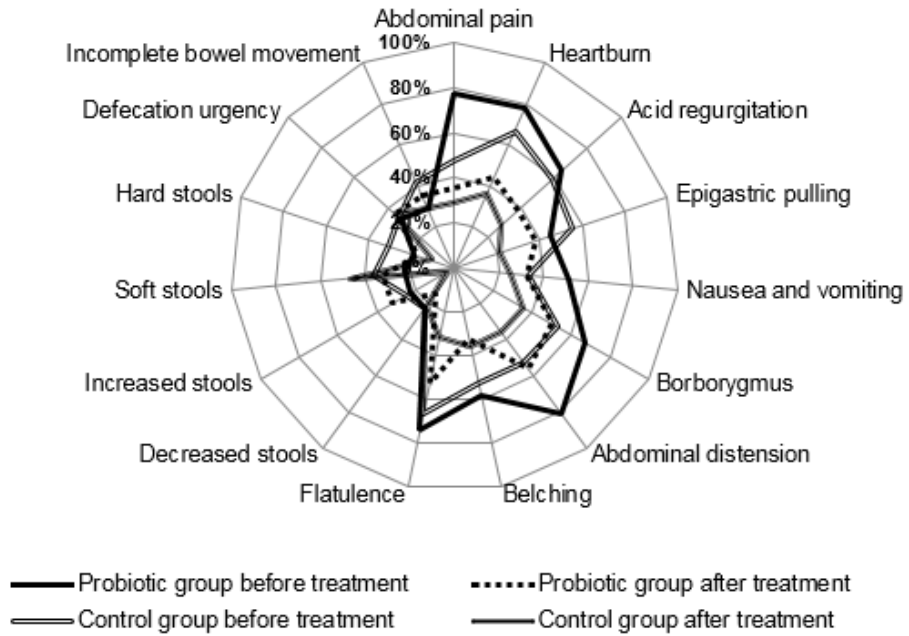 Abdominal pain
100%
Heartburn
Incomplete bowel movement
80%
Defecation urgency
Acid regurgitation
60%
Hard stools
40%
Epigastric pulling
Soft stools
Nausea and vomiting
Increased stools
Borborygmus
Decreased stools
Abdominal distension
Flatulence
Belching
Probiotic group before treatment
Probiotic group after treatment
Control group before treatment
Control group after treatment